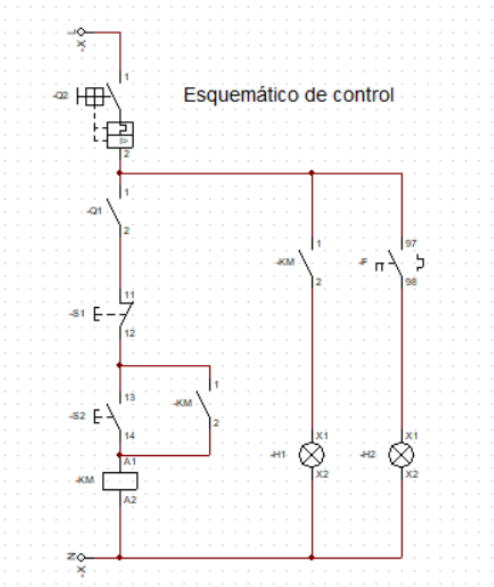 L
-X
1
-Q2
Esquemático de control
I>
2
1
-Q1
2
1
-KM
2
97
-F
98
11
-S1
12
13
-S2
14
1
-KM
2
A1
-KM
A2
X1
-H1
X2
X1
-H2
X2
N
-X